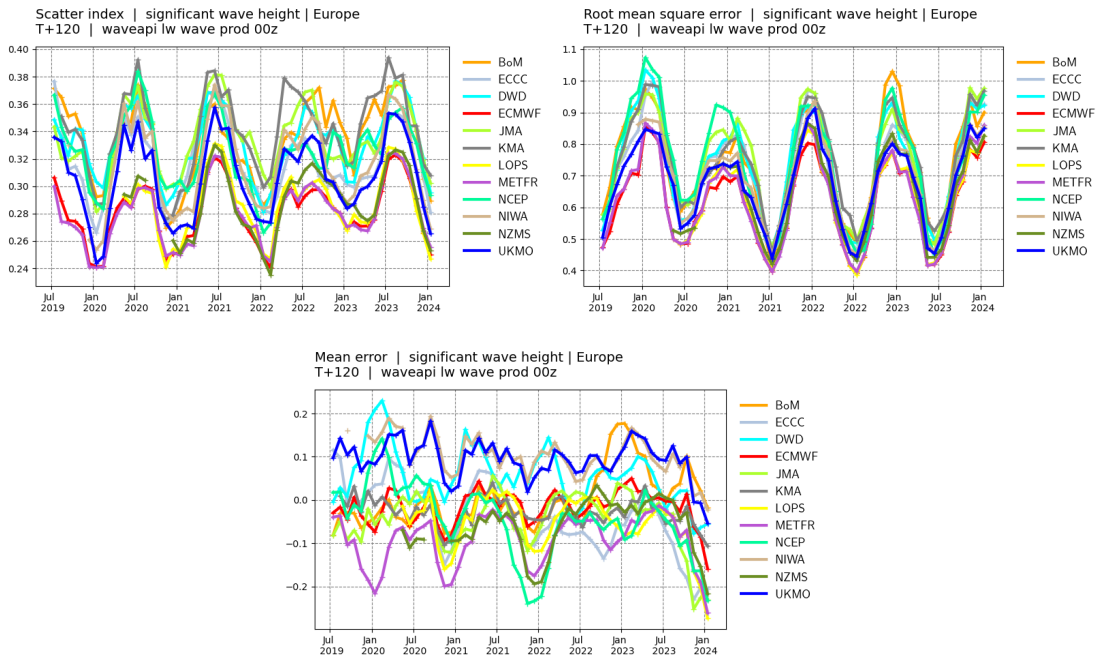 Scatter index | significant wave height | Europe
T+120 | waveapi lw wave prod 00z
0.40
0.38
0.36
0.34
0.32
0.30
0.28
0.26
0.24
Jul 2019
Jan 2020
Jul 2020
Jan 2021
Jul 2021
Jan 2022
Jul 2022
Jan 2023
Jul 2023
Jan 2024
BoM
ECCC
DWD
ECMWF
JMA
KMA
LOPS
METFR
NCEP
NIWA
NZMS
UKMO
Root mean square error | significant wave height | Europe
T+120 | waveapi lw wave prod 00z
1.1
1.0
0.9
0.8
0.7
0.6
0.5
0.4
Jul 2019
Jan 2020
Jul 2020
Jan 2021
Jul 2021
Jan 2022
Jul 2022
Jan 2023
Jul 2023
Jan 2024
BoM
ECCC
DWD
ECMWF
JMA
KMA
LOPS
METFR
NCEP
NIWA
NZMS
UKMO
Mean error | significant wave height | Europe
T+120 | waveapi lw wave prod 00z
0.2
0.1
0.0
−0.1
−0.2
Jul 2019
Jan 2020
Jul 2020
Jan 2021
Jul 2021
Jan 2022
Jul 2022
Jan 2023
Jul 2023
Jan 2024
BoM
ECCC
DWD
ECMWF
JMA
KMA
LOPS
METFR
NCEP
NIWA
NZMS
UKMO